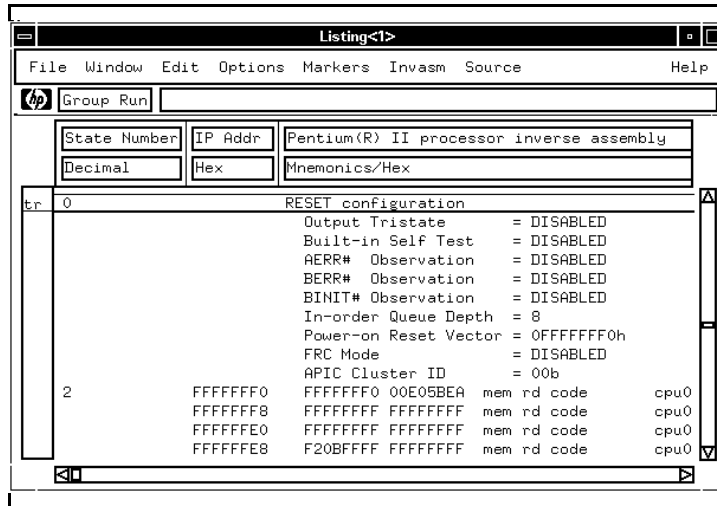 Listing<1>
File Window Edit Options Markers Invasm Source Help
hp Group Run
State Number IP Addr Pentium(R) II processor inverse assembly
Decimal Hex Mnemonics/Hex
tr 0 RESET configuration
Output Tristate = DISABLED
Built-in Self Test = DISABLED
AERR# Observation = DISABLED
BERR# Observation = DISABLED
BINIT# Observation = DISABLED
In-order Queue Depth = 8
Power-on Reset Vector = 0FFFFFFF0h
FRC Mode = DISABLED
APIC Cluster ID = 00b
2 FFFFFFF0 FFFFFFF0 00E05BEA mem rd code cpu0
FFFFFFF8 FFFFFFFF FFFFFFFF mem rd code cpu0
FFFFFFE0 FFFFFFFF FFFFFFFF mem rd code cpu0
FFFFFFE8 F20BFFFF FFFFFFFF mem rd code cpu0